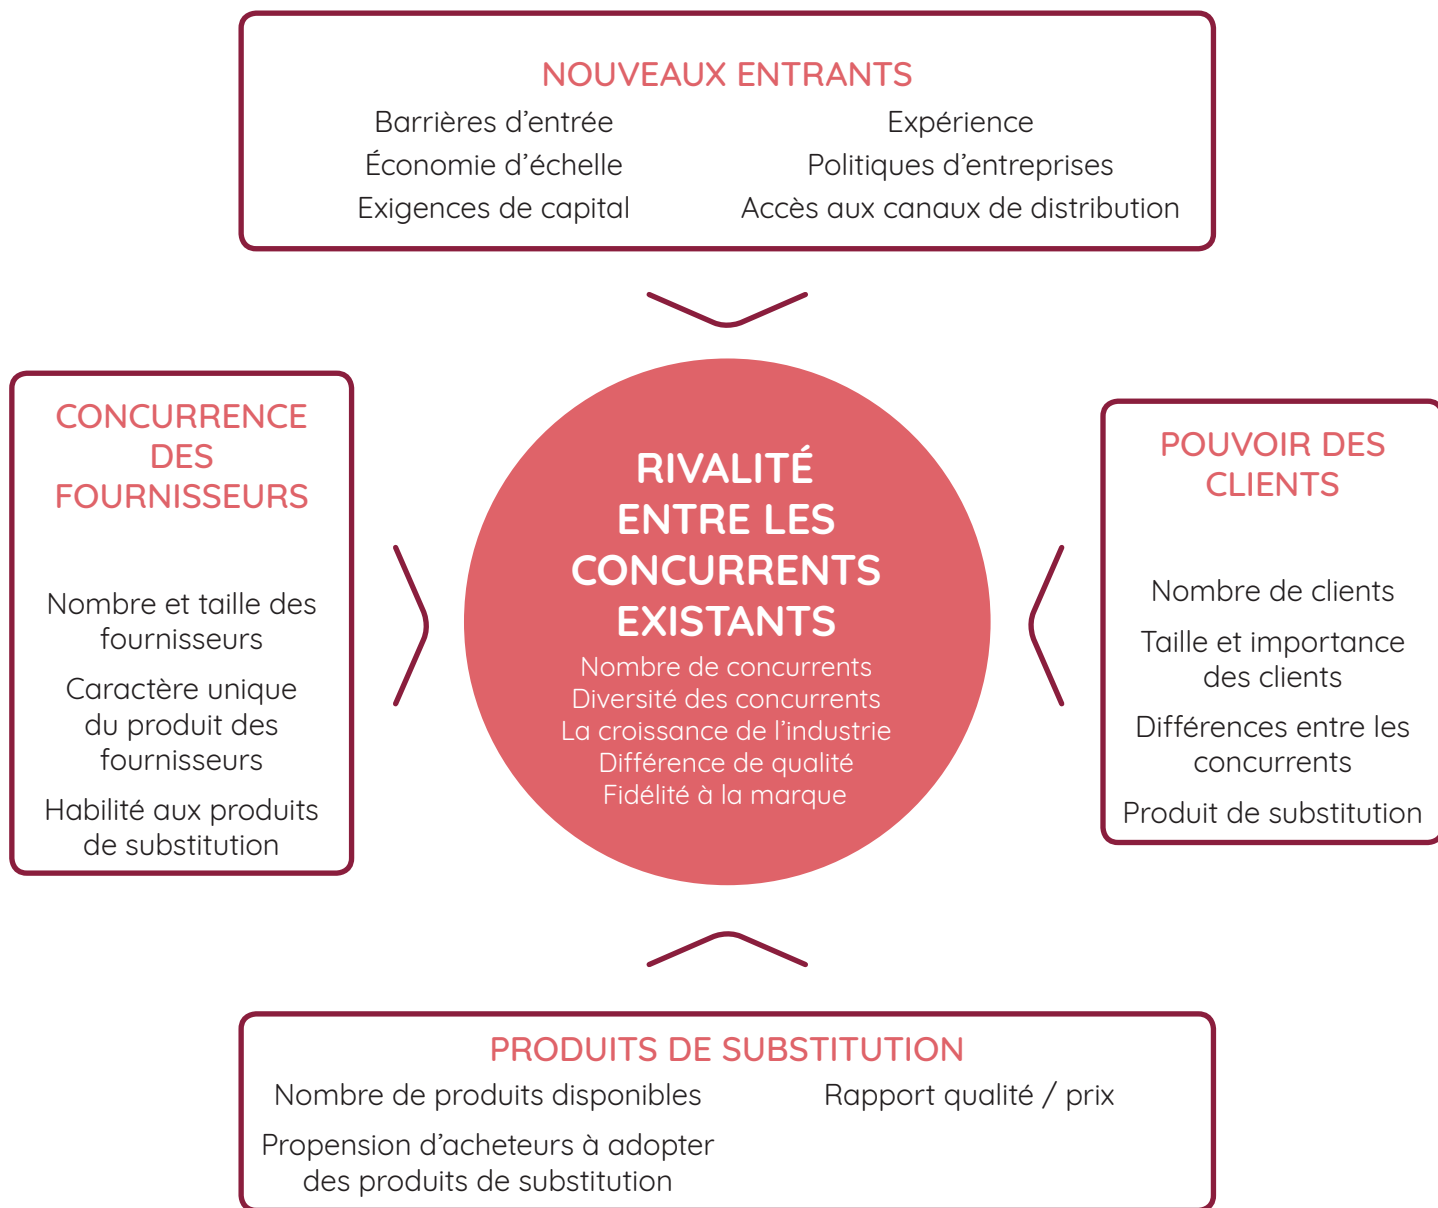 NOUVEAUX ENTRANTS
Barrières d’entrée
Économie d’échelle
Exigences de capital
Expérience
Politiques d’entreprises
Accès aux canaux de distribution
CONCURRENCE
DES
FOURNISSEURS
Nombre et taille des
fournisseurs
Caractère unique
du produit des
fournisseurs
Habilité aux produits
de substitution
RIVALITÉ
ENTRE LES
CONCURRENTS
EXISTANTS
Nombre de concurrents
Diversité des concurrents
La croissance de l’industrie
Différence de qualité
Fidélité à la marque
POUVOIR DES
CLIENTS
Nombre de clients
Taille et importance
des clients
Différences entre les
concurrents
Produit de substitution
PRODUITS DE SUBSTITUTION
Nombre de produits disponibles
Propension d’acheteurs à adopter
des produits de substitution
Rapport qualité / prix